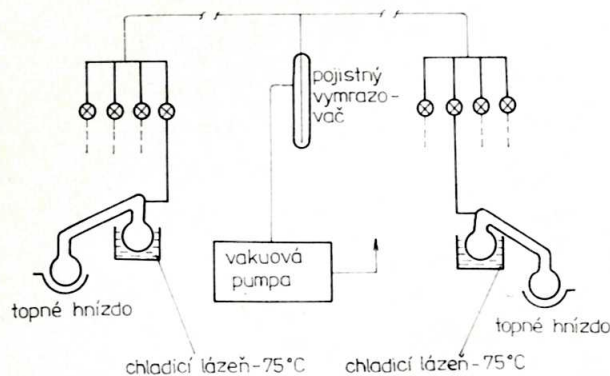 pojistný
vymrazo-
vač
vakuová
pumpa
topné hnízdo
topné hnízdo
chladicí lázeň-75°C
chladicí lázeň-75°C